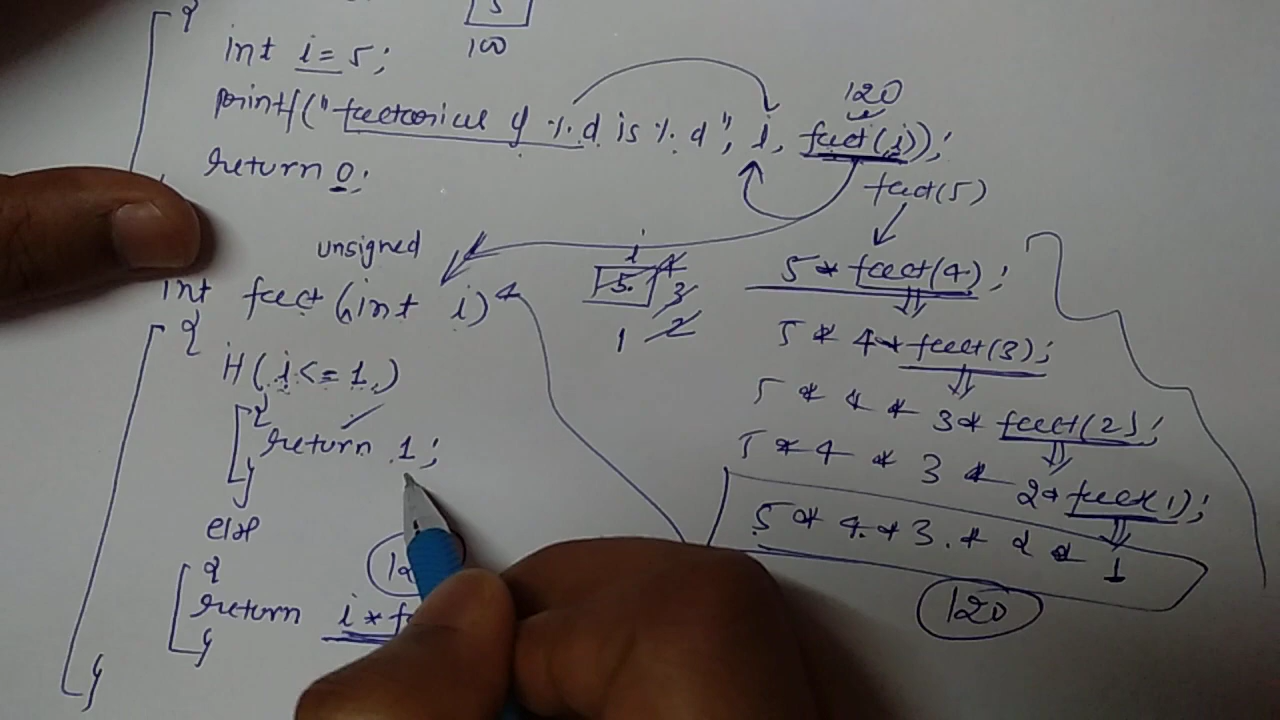 {
5
100
int i = 5;
printf("factorial of %d is %d", i, fact(i));
120
return 0;
fact(5)
unsigned
int fact(int i)
{
if(i<=1)
{
return 1;
}
else
{
return i*
}
}
i
5 4
3
1 2
5 * fact(4);
5 * 4 * fact(3);
5 * 4 * 3 * fact(2);
5 * 4 * 3 * 2 * fact(1);
5 * 4 * 3 * 2 * 1
120